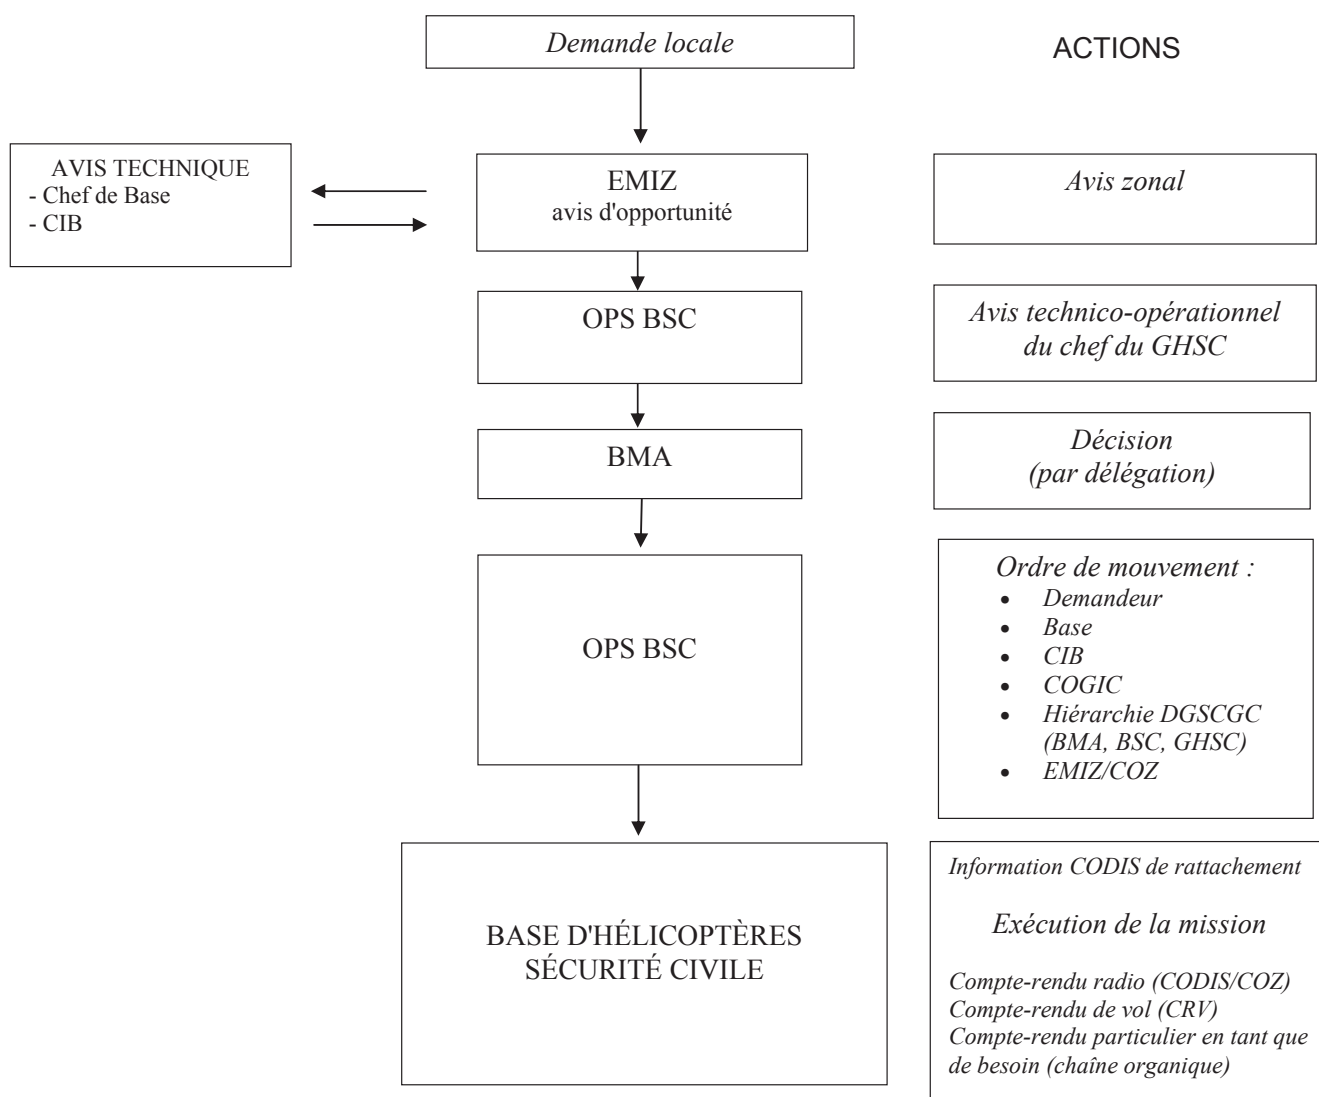 Demande locale
ACTIONS
AVIS TECHNIQUE
- Chef de Base
- CIB
EMIZ
avis d'opportunité
Avis zonal
OPS BSC
Avis technico-opérationnel
du chef du GHSC
BMA
Décision
(par délégation)
OPS BSC
Ordre de mouvement :
• Demandeur
• Base
• CIB
• COGIC
• Hiérarchie DGSCGC
(BMA, BSC, GHSC)
• EMIZ/COZ
BASE D'HÉLICOPTÈRES
SÉCURITÉ CIVILE
Information CODIS de rattachement
Exécution de la mission
Compte-rendu radio (CODIS/COZ)
Compte-rendu de vol (CRV)
Compte-rendu particulier en tant que
de besoin (chaîne organique)